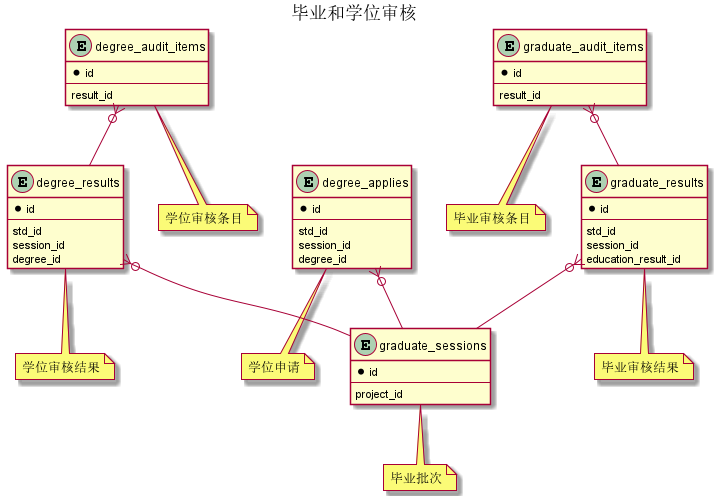 毕业和学位审核
E degree_audit_items
id
result_id
E graduate_audit_items
id
result_id
E degree_results
id
std_id
session_id
degree_id
学位审核条目
E degree_applies
id
std_id
session_id
degree_id
毕业审核条目
E graduate_results
id
std_id
session_id
education_result_id
学位审核结果
学位申请
E graduate_sessions
id
project_id
毕业审核结果
毕业批次